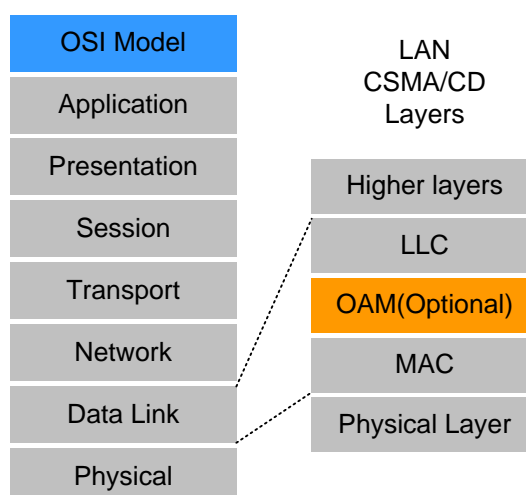 OSI Model
Application
Presentation
Session
Transport
Network
Data Link
Physical
LAN
CSMA/CD
Layers
Higher layers
LLC
OAM(Optional)
MAC
Physical Layer